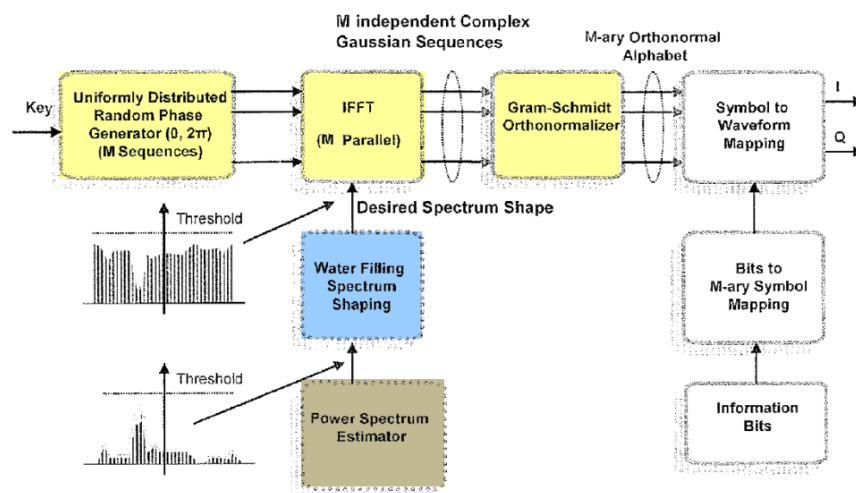 M independent Complex
Gaussian Sequences
M-ary Orthonormal
Alphabet
Key
Uniformly Distributed
Random Phase
Generator (0, 2π)
(M Sequences)
IFFT
(M Parallel)
Gram-Schmidt
Orthonormalizer
Symbol to
Waveform
Mapping
I
Q
Threshold
Desired Spectrum Shape
Water Filling
Spectrum
Shaping
Bits to
M-ary Symbol
Mapping
Threshold
Power Spectrum
Estimator
Information
Bits